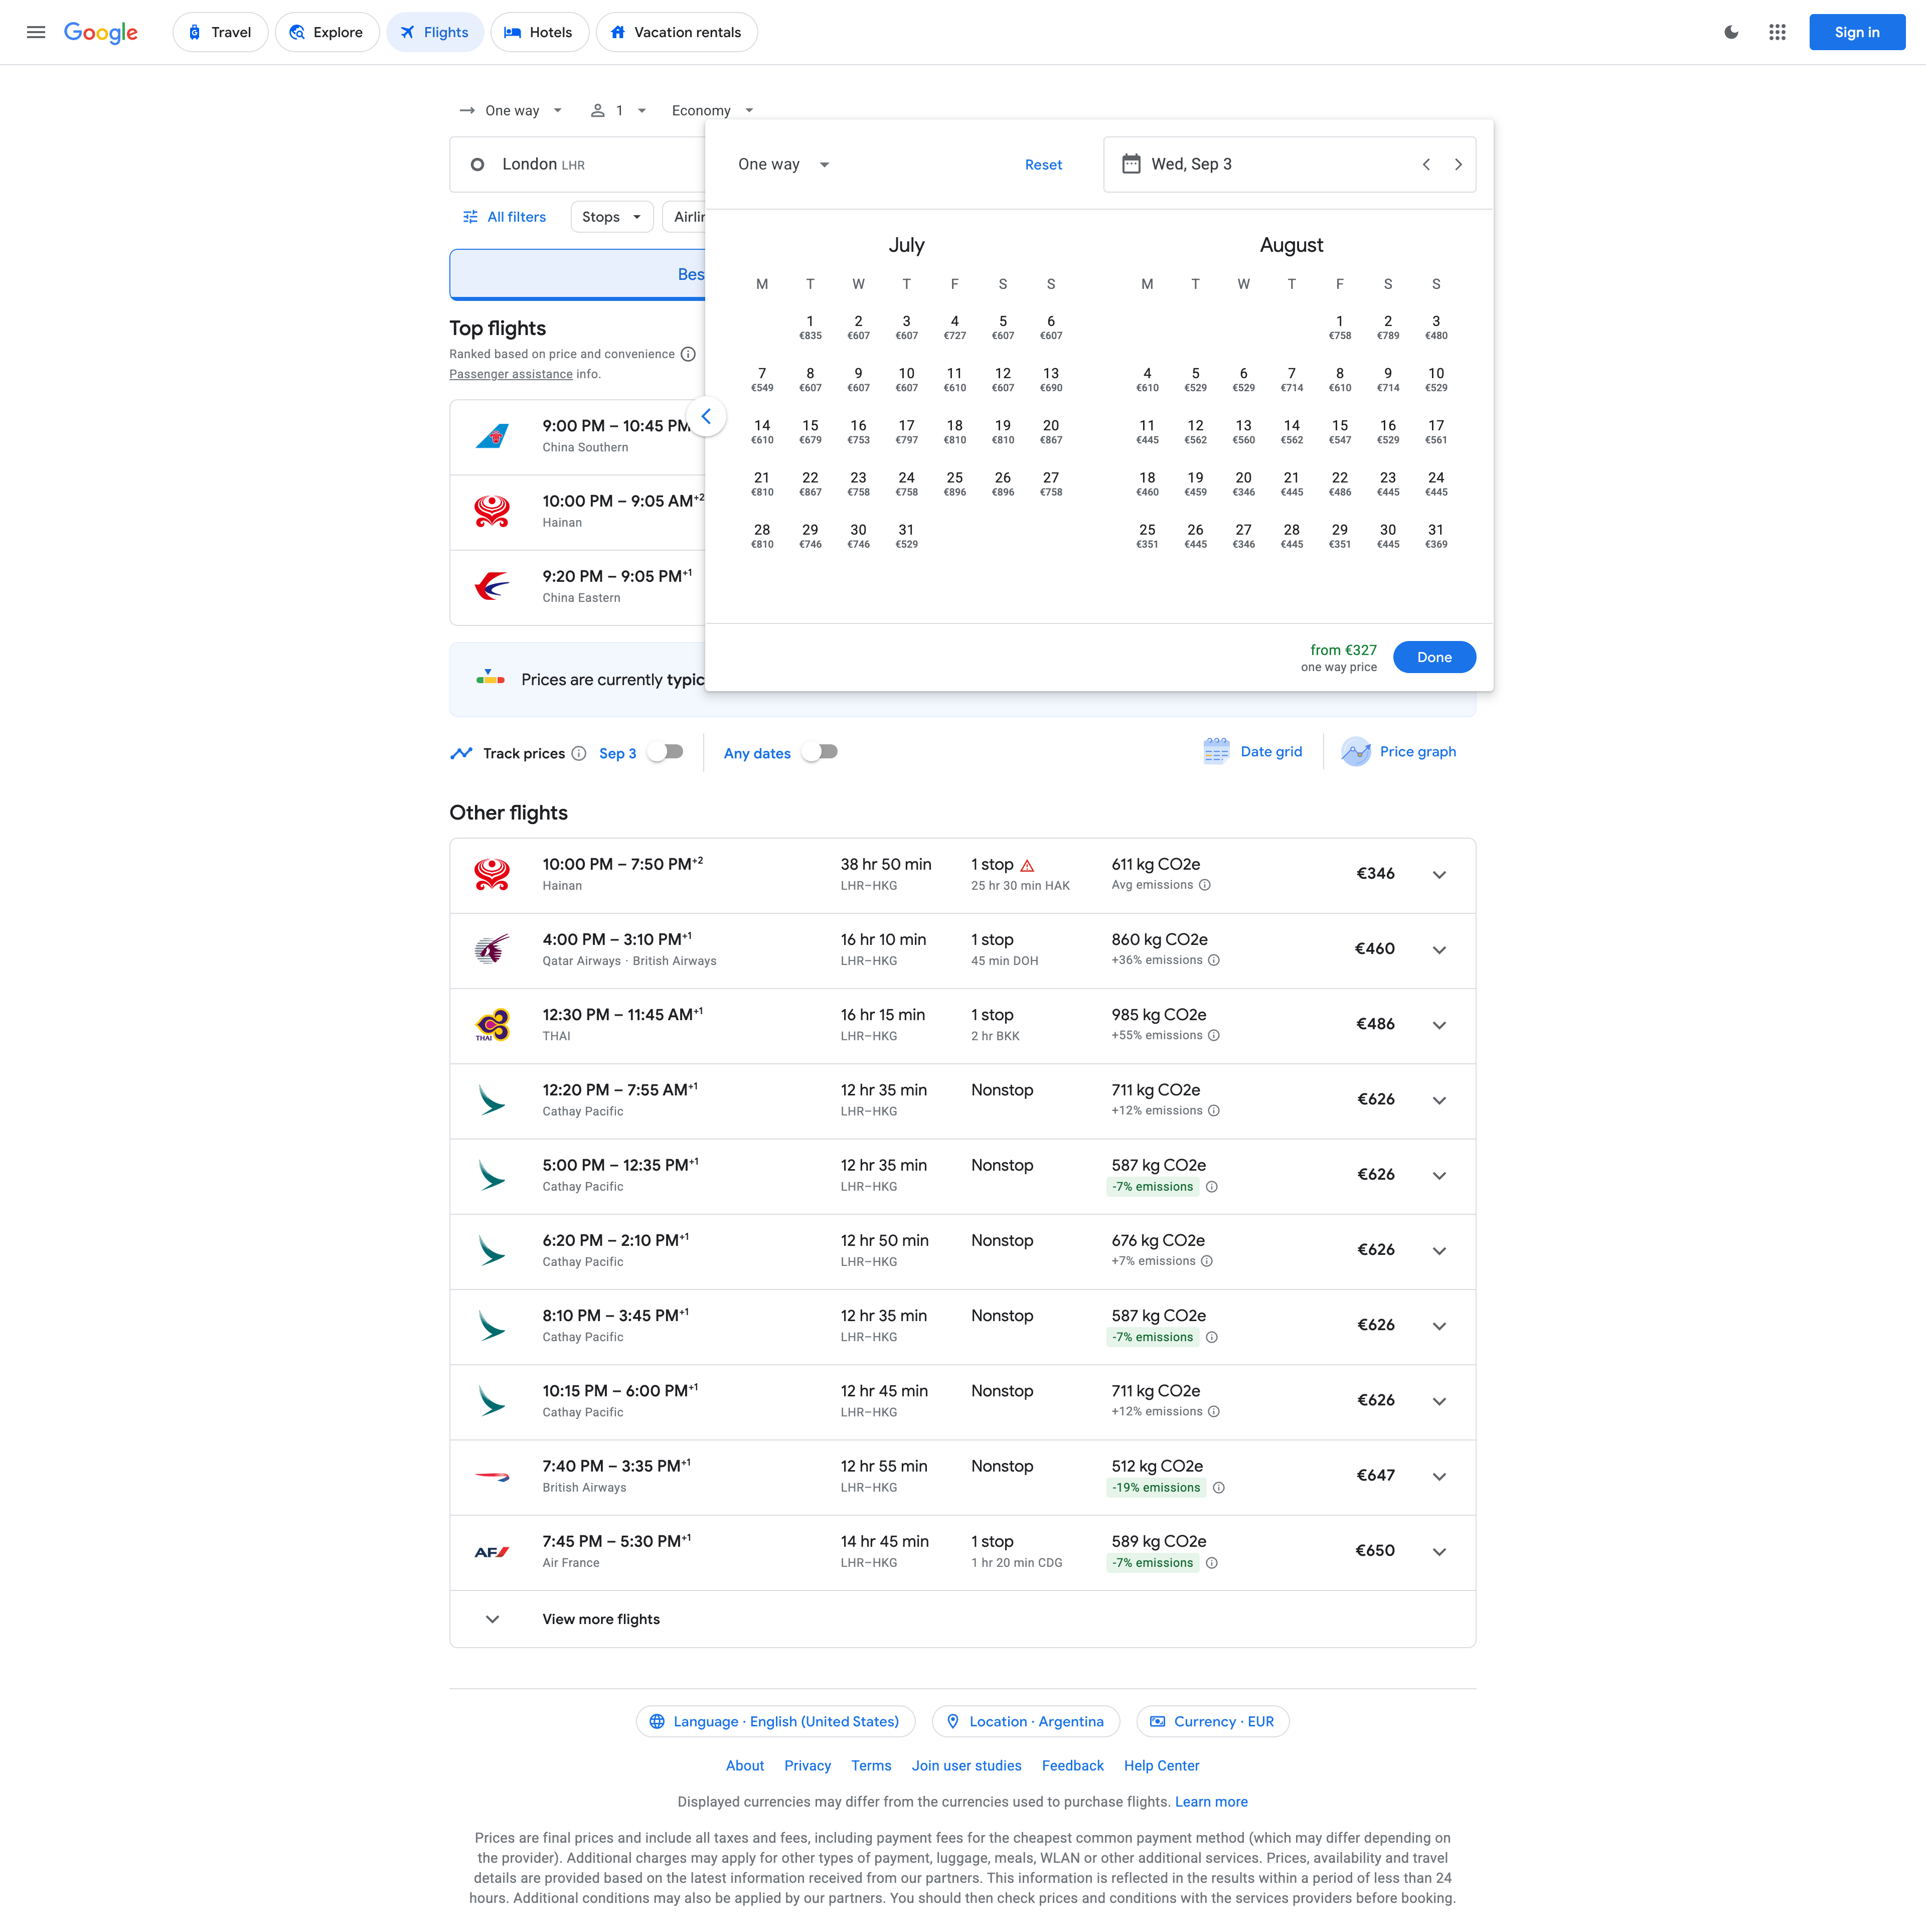 Google
Travel
Explore
Flights
Hotels
Vacation rentals
Sign in
One way
1
Economy
London LHR
One way
Reset
Wed, Sep 3
All filters
Stops
July
August
M T W T F S S
M T W T F S S
1 2 3 4 5 6
€835 €607 €607 €727 €607 €607
1 2 3
€758 €789 €480
7 8 9 10 11 12 13
€549 €607 €607 €607 €610 €607 €690
4 5 6 7 8 9 10
€610 €529 €529 €714 €610 €714 €529
14 15 16 17 18 19 20
€610 €679 €753 €797 €810 €810 €867
11 12 13 14 15 16 17
€445 €562 €560 €562 €547 €529 €561
21 22 23 24 25 26 27
€810 €867 €758 €758 €896 €896 €758
18 19 20 21 22 23 24
€460 €459 €346 €445 €486 €445 €445
28 29 30 31
€810 €746 €746 €529
25 26 27 28 29 30 31
€351 €445 €346 €445 €351 €445 €369
from €327
one way price
Done
Top flights
Ranked based on price and convenience
Passenger assistance info.
9:00 PM – 10:45 PM
China Southern
10:00 PM – 9:05 AM+2
Hainan
9:20 PM – 9:05 PM+1
China Eastern
Prices are currently typic
Track prices
Sep 3
Any dates
Date grid
Price graph
Other flights
10:00 PM – 7:50 PM+2 38 hr 50 min 1 stop 611 kg CO2e €346
Hainan LHR–HKG 25 hr 30 min HAK Avg emissions
4:00 PM – 3:10 PM+1 16 hr 10 min 1 stop 860 kg CO2e €460
Qatar Airways · British Airways LHR–HKG 45 min DOH +36% emissions
12:30 PM – 11:45 AM+1 16 hr 15 min 1 stop 985 kg CO2e €486
THAI THAI LHR–HKG 2 hr BKK +55% emissions
12:20 PM – 7:55 AM+1 12 hr 35 min Nonstop 711 kg CO2e €626
Cathay Pacific LHR–HKG +12% emissions
5:00 PM – 12:35 PM+1 12 hr 35 min Nonstop 587 kg CO2e €626
Cathay Pacific LHR–HKG -7% emissions
6:20 PM – 2:10 PM+1 12 hr 50 min Nonstop 676 kg CO2e €626
Cathay Pacific LHR–HKG +7% emissions
8:10 PM – 3:45 PM+1 12 hr 35 min Nonstop 587 kg CO2e €626
Cathay Pacific LHR–HKG -7% emissions
10:15 PM – 6:00 PM+1 12 hr 45 min Nonstop 711 kg CO2e €626
Cathay Pacific LHR–HKG +12% emissions
7:40 PM – 3:35 PM+1 12 hr 55 min Nonstop 512 kg CO2e €647
British Airways LHR–HKG -19% emissions
AF 7:45 PM – 5:30 PM+1 14 hr 45 min 1 stop 589 kg CO2e €650
Air France LHR–HKG 1 hr 20 min CDG -7% emissions
View more flights
Language · English (United States)
Location · Argentina
Currency · EUR
About Privacy Terms Join user studies Feedback Help Center
Displayed currencies may differ from the currencies used to purchase flights. Learn more
Prices are final prices and include all taxes and fees, including payment fees for the cheapest common payment method (which may differ depending on
the provider). Additional charges may apply for other types of payment, luggage, meals, WLAN or other additional services. Prices, availability and travel
details are provided based on the latest information received from our partners. This information is reflected in the results within a period of less than 24
hours. Additional conditions may also be applied by our partners. You should then check prices and conditions with the services providers before booking.